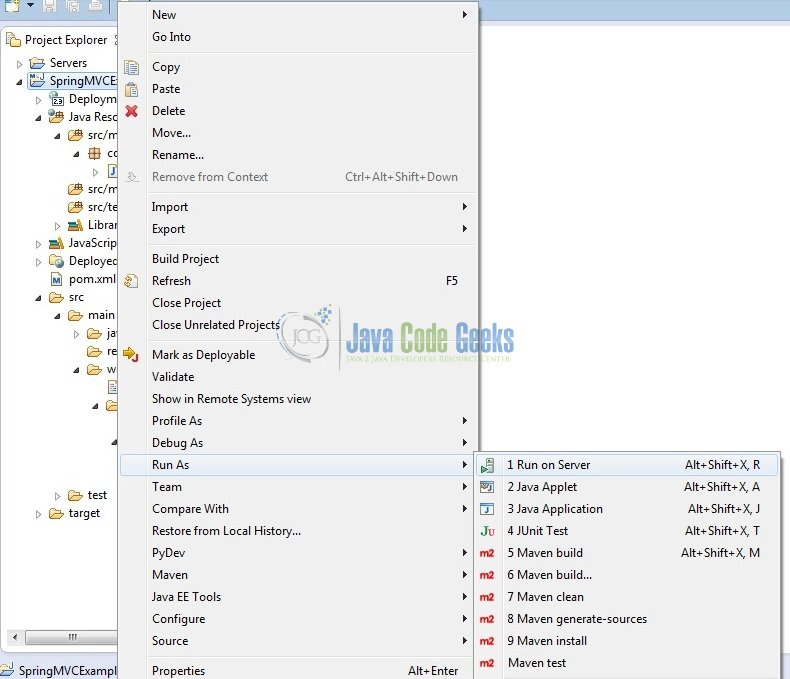 New
Project Explorer
Go Into
Servers
Copy
SpringMVCEx
Paste
Deploym
Delete
Java Reso
Move...
src/m
Rename...
Remove from Context Ctrl+Alt+Shift+Down
src/m
src/te
Import
Librar
Export
JavaScrip
Build Project
Deployed
Refresh F5
pom.xml
Close Project
src
main
Close Unrelated Projects
JCG
Java Code Geeks
Java 2 Java Developers Resource Center
Mark as Deployable
Validate
Show in Remote Systems view
Profile As
Debug As
Run As
1 Run on Server Alt+Shift+X, R
Team
2 Java Applet Alt+Shift+X, A
test
Compare With
3 Java Application Alt+Shift+X, J
target
Restore from Local History...
4 JUnit Test Alt+Shift+X, T
PyDev
5 Maven build Alt+Shift+X, M
Maven
6 Maven build...
Java EE Tools
7 Maven clean
Configure
8 Maven generate-sources
Source
9 Maven install
Maven test
SpringMVCExampl
Properties Alt+Enter